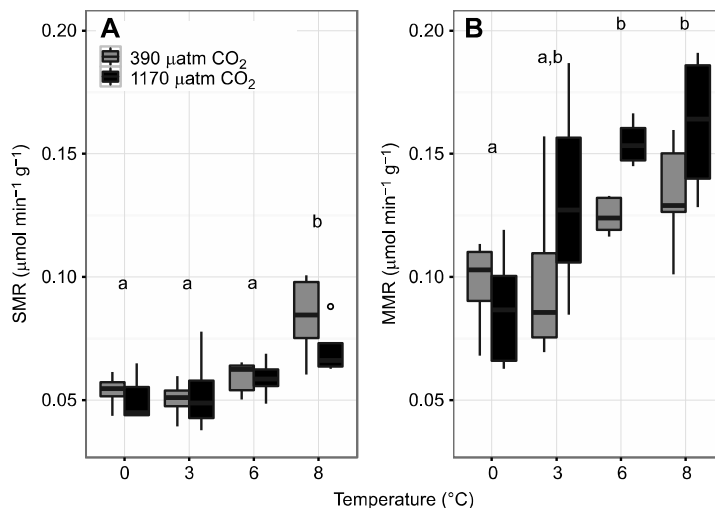 A
390 μatm CO₂
1170 μatm CO₂
SMR (μmol min⁻¹ g⁻¹)
0.20
0.15
0.10
0.05
a
a
a
b
0
3
6
8
B
MMR (μmol min⁻¹ g⁻¹)
0.20
0.15
0.10
0.05
a
a,b
b
b
0
3
6
8
Temperature (°C)